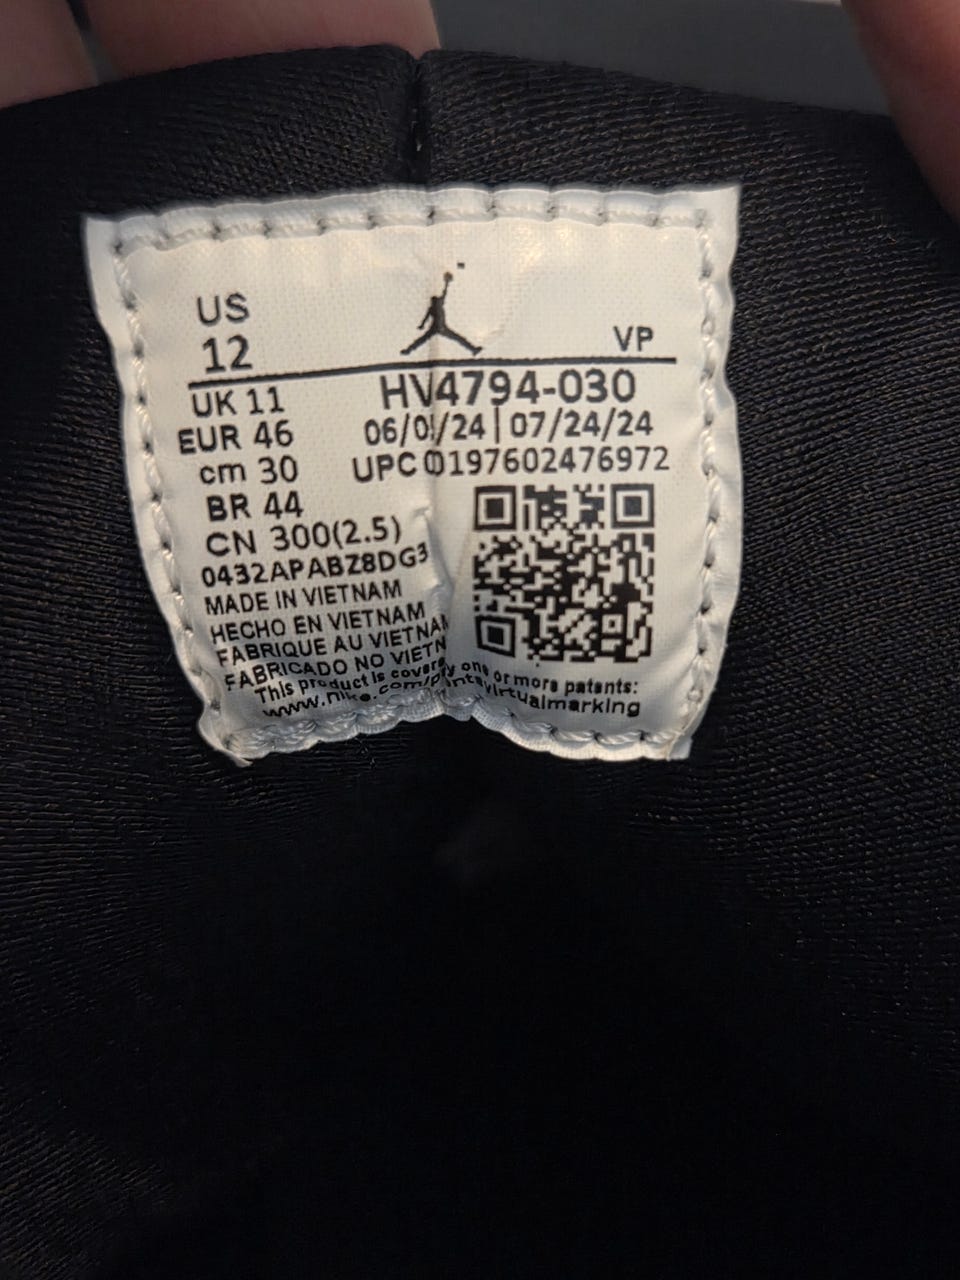 US
12
VP
UK 11
HV4794-030
EUR 46
06/0 /24 | 07/24/24
cm 30
UPC 0197602476972
BR 44
CN 300(2.5)
0432APABZ8DG3
MADE IN VIETNAM
HECHO EN VIETNAM
FABRIQUE AU VIETNAM
FABRICADO NO VIETN
This product is covere y one or more patents:
www.nike.com/p ntsvirtualmarking